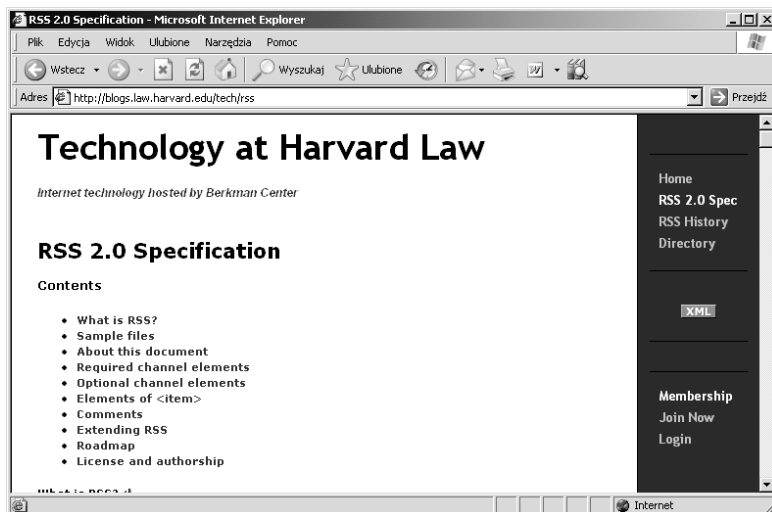 RSS 2.0 Specification - Microsoft Internet Explorer
Plik Edycja Widok Ulubione Narzędzia Pomoc
Wstecz Wyszukaj Ulubione
Adres http://blogs.law.harvard.edu/tech/rss Przejdź
Technology at Harvard Law
Internet technology hosted by Berkman Center
RSS 2.0 Specification
Contents
• What is RSS?
• Sample files
• About this document
• Required channel elements
• Optional channel elements
• Elements of <item>
• Comments
• Extending RSS
• Roadmap
• License and authorship
Home
RSS 2.0 Spec
RSS History
Directory
XML
Membership
Join Now
Login
Internet